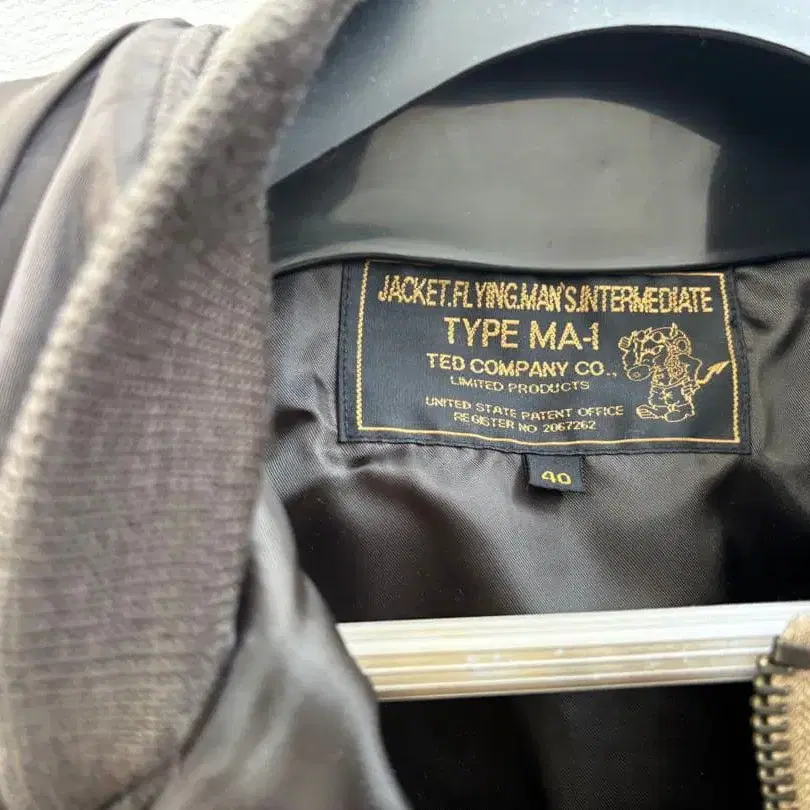 JACKET.FLYING.MAN'S.INTERMEDIATE
TYPE MA-1
TED COMPANY CO.,
LIMITED PRODUCTS
UNITED STATE PATENT OFFICE
REGISTER NO 2067262
40